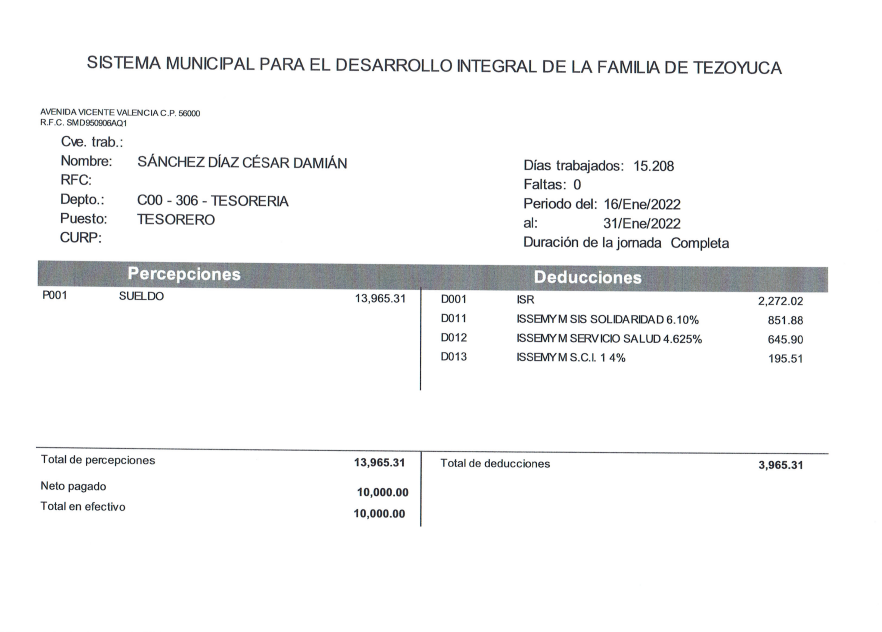 SISTEMA MUNICIPAL PARA EL DESARROLLO INTEGRAL DE LA FAMILIA DE TEZOYUCA
AVENIDA VICENTE VALENCIA C.P. 56000
R.F.C. SMD950906AQ1
Cve. trab.:
Nombre: SÁNCHEZ DÍAZ CÉSAR DAMIÁN
RFC:
Depto.: C00 - 306 - TESORERIA
Puesto: TESORERO
CURP:
Días trabajados: 15.208
Faltas: 0
Periodo del: 16/Ene/2022
al: 31/Ene/2022
Duración de la jornada Completa
Percepciones Deducciones
P001 SUELDO 13,965.31
D001 ISR 2,272.02
D011 ISSEMYM SIS SOLIDARIDAD 6.10% 851.88
D012 ISSEMYM SERVICIO SALUD 4.625% 645.90
D013 ISSEMYM S.C.I. 1 4% 195.51
Total de percepciones 13,965.31 Total de deducciones 3,965.31
Neto pagado 10,000.00
Total en efectivo 10,000.00